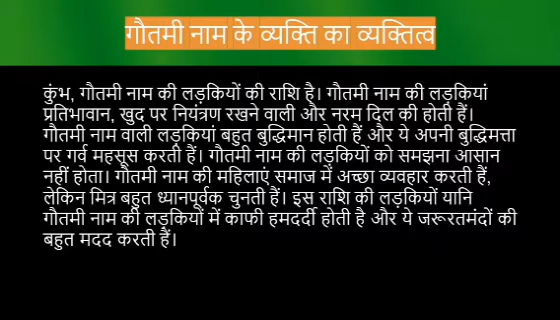 गौतमी नाम के व्यक्ति का व्यक्तित्व
कुंभ, गौतमी नाम की लड़कियों की राशि है। गौतमी नाम की लड़कियां
प्रतिभावान, खुद पर नियंत्रण रखने वाली और नरम दिल की होती हैं।
गौतमी नाम वाली लड़कियां बहुत बुद्धिमान होती हैं और ये अपनी बुद्धिमत्ता
पर गर्व महसूस करती हैं। गौतमी नाम की लड़कियों को समझना आसान
नहीं होता। गौतमी नाम की महिलाएं समाज में अच्छा व्यवहार करती हैं,
लेकिन मित्र बहुत ध्यानपूर्वक चुनती हैं। इस राशि की लड़कियों यानि
गौतमी नाम की लड़कियों में काफी हमदर्दी होती है और ये जरूरतमंदों की
बहुत मदद करती हैं।